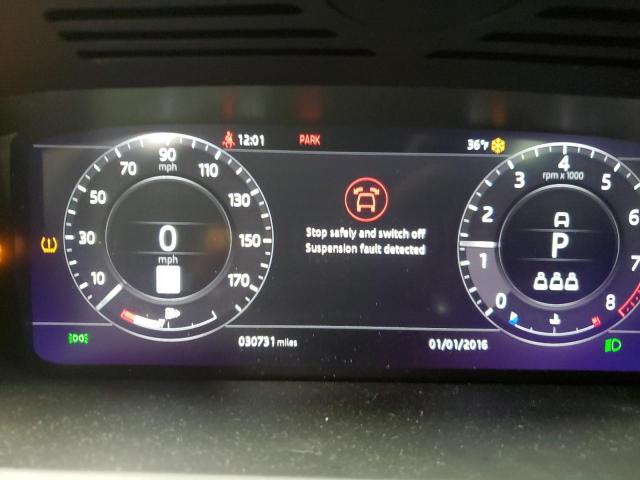 12:01 PARK 36°F
90
mph
70 110
50 130
30 150
10 170
0
mph
Stop safely and switch off
Suspension fault detected
4
rpm x 1000
3 5
2 6
1 7
0 8
P
030731 miles
01/01/2016